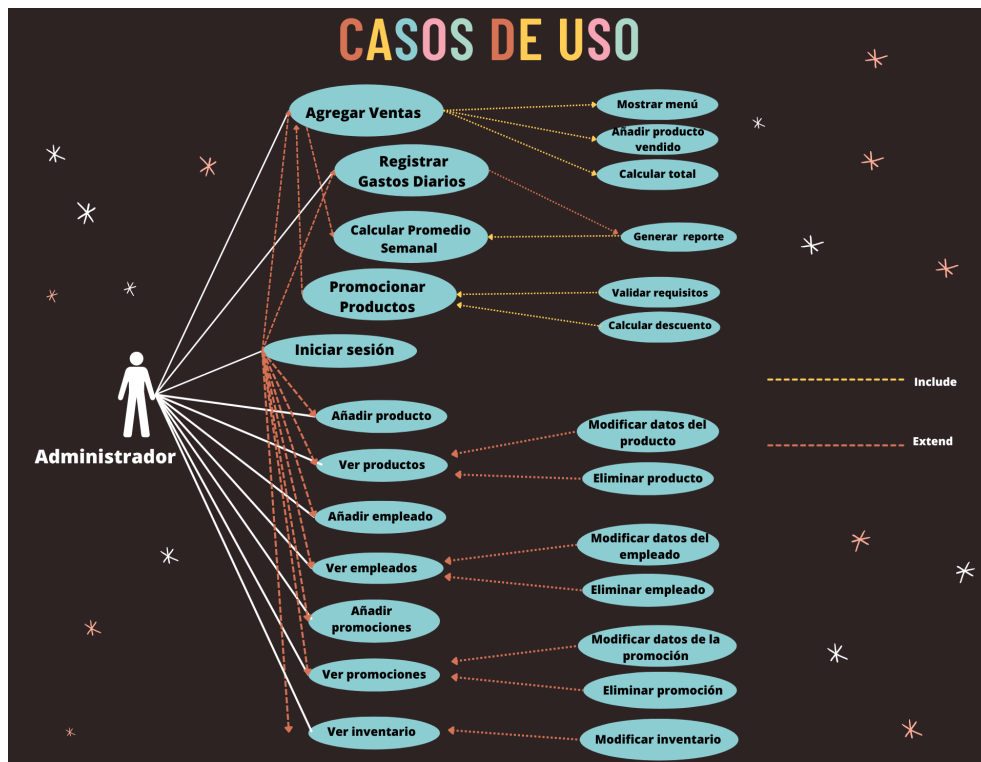 CASOS DE USO
Agregar Ventas
Mostrar menú
Añadir producto
vendido
Calcular total
Registrar
Gastos Diarios
Calcular Promedio
Semanal
Generar reporte
Promocionar
Productos
Validar requisitos
Calcular descuento
Iniciar sesión
Include
Extend
Administrador
Añadir producto
Ver productos
Modificar datos del
producto
Eliminar producto
Añadir empleado
Ver empleados
Modificar datos del
empleado
Eliminar empleado
Añadir
promociones
Ver promociones
Modificar datos de la
promoción
Eliminar promoción
Ver inventario
Modificar inventario